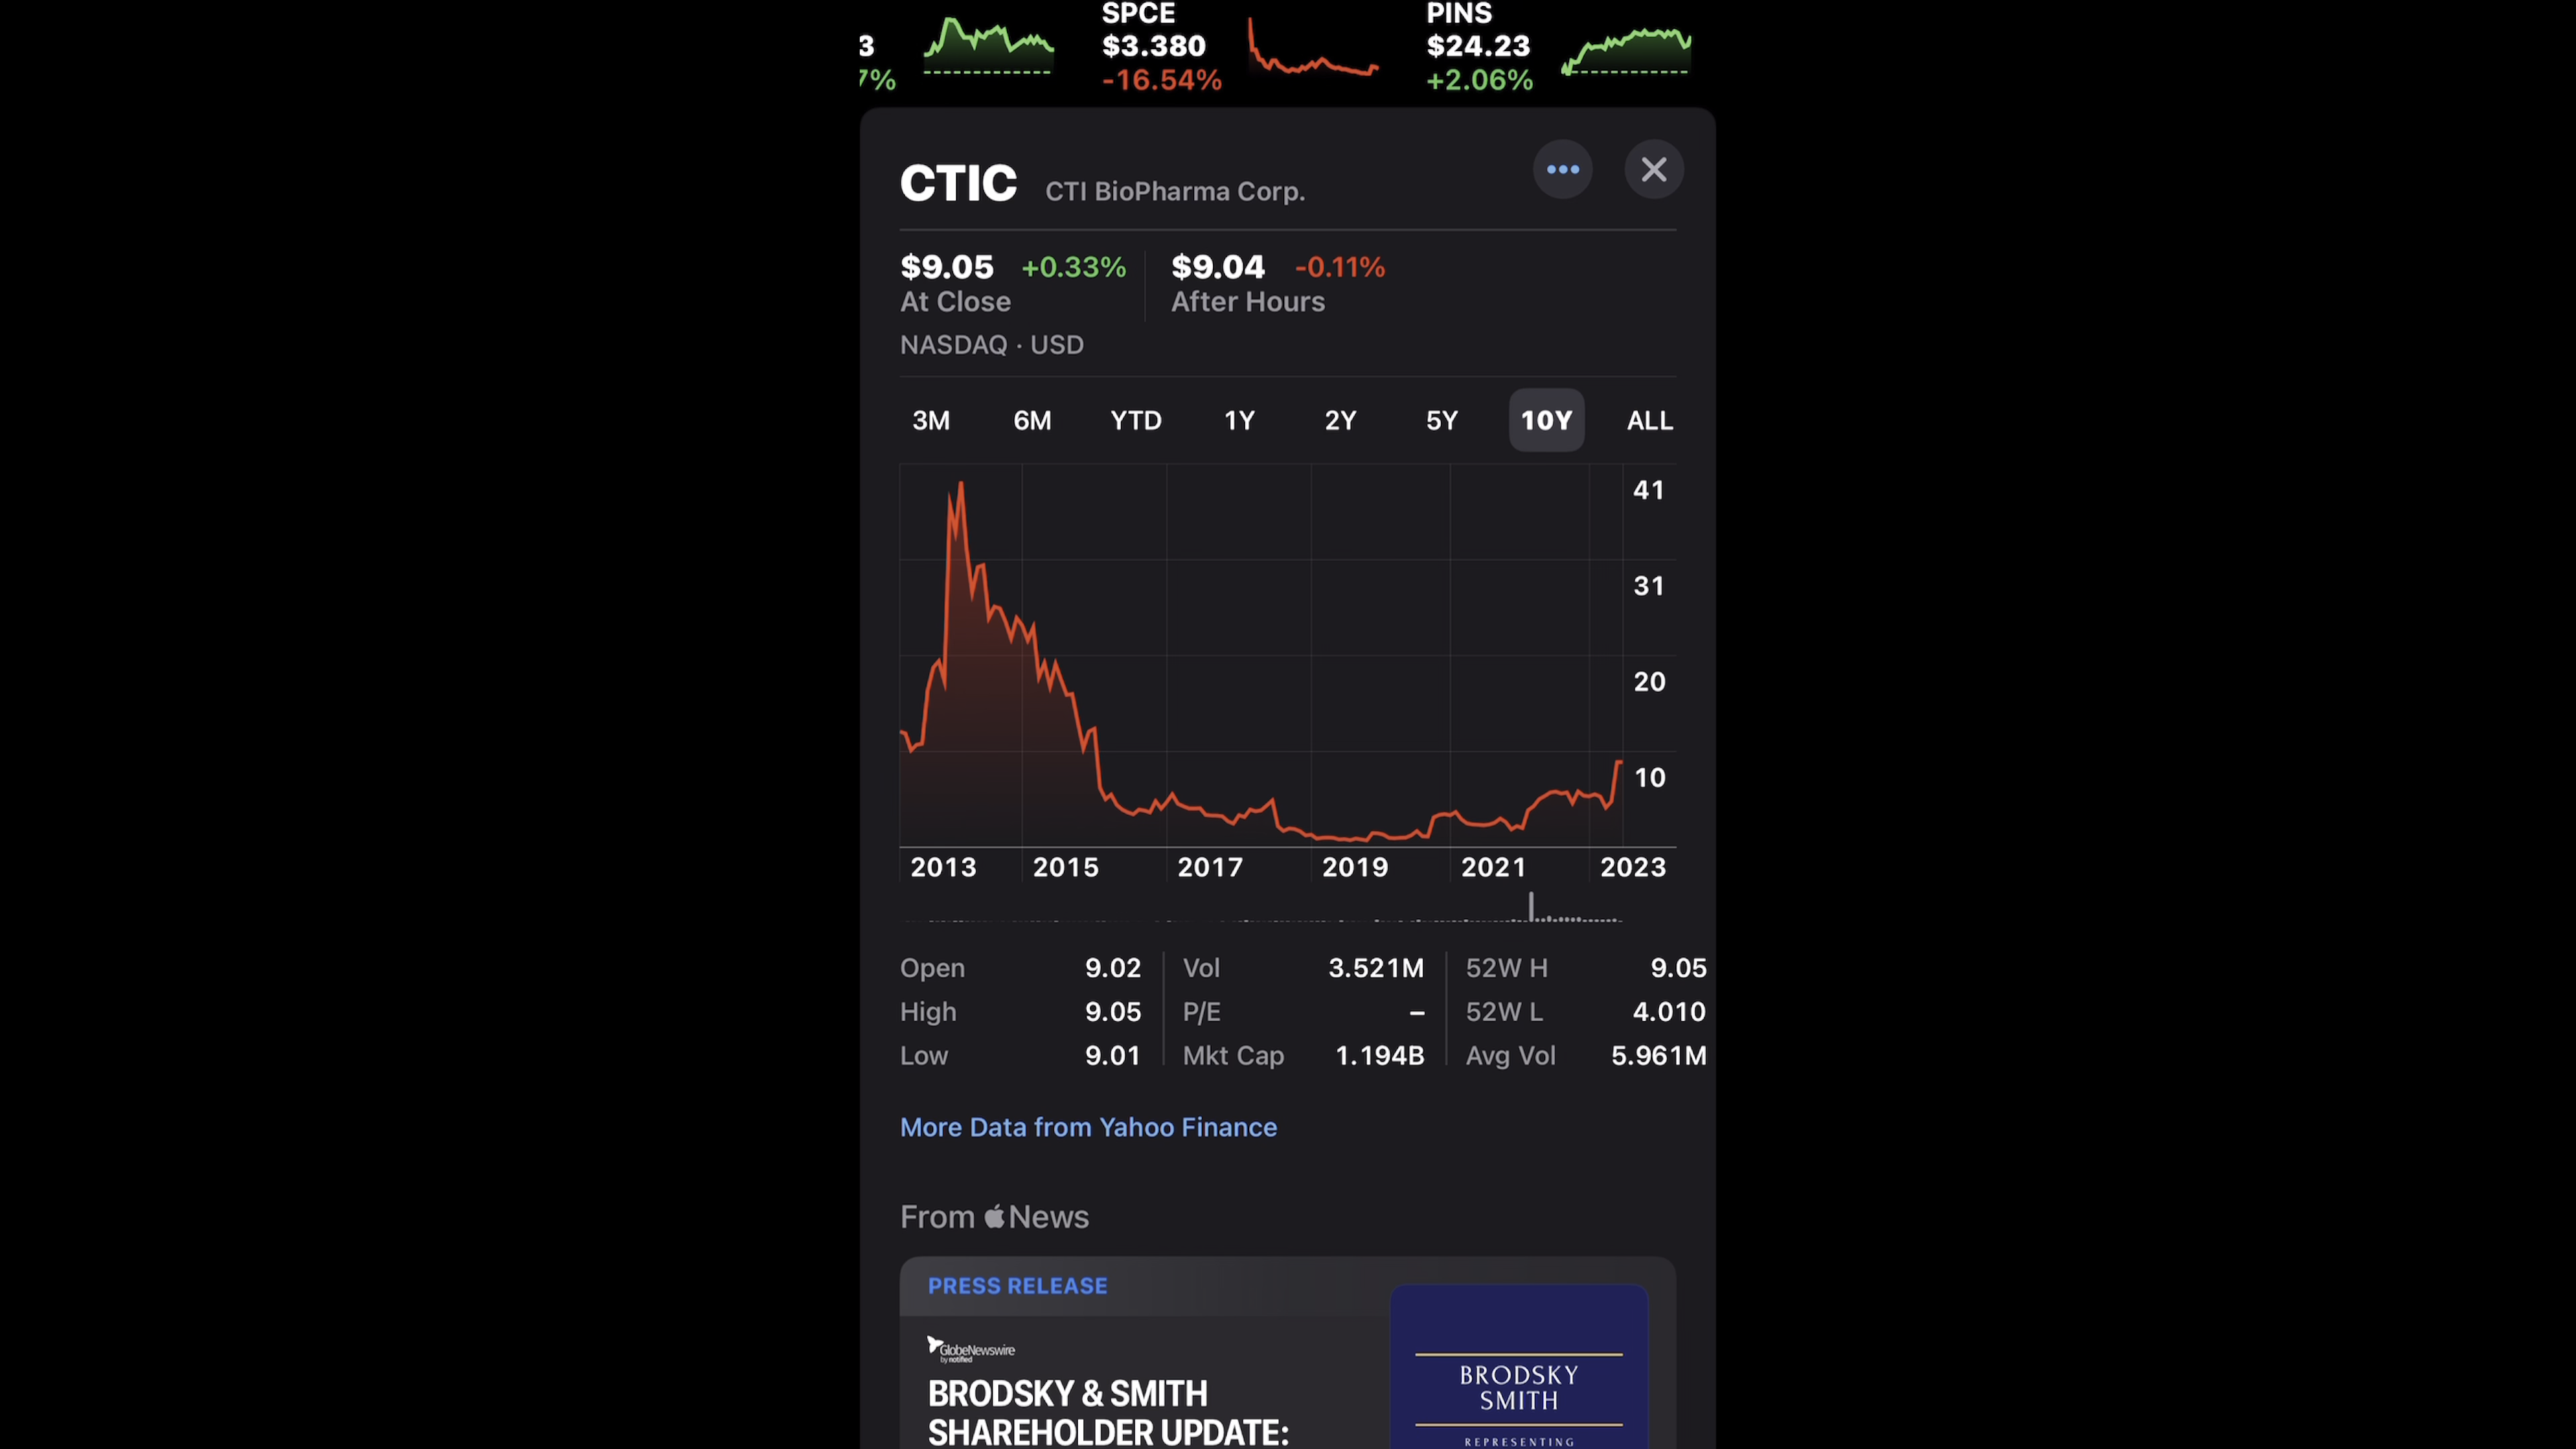 SPCE
PINS
3
$3.380
$24.23
7%
-16.54%
+2.06%
CTIC CTI BioPharma Corp.
$9.05 +0.33% $9.04 -0.11%
At Close After Hours
NASDAQ · USD
3M 6M YTD 1Y 2Y 5Y 10Y ALL
41
31
20
10
2013 2015 2017 2019 2021 2023
Open 9.02 Vol 3.521M 52W H 9.05
High 9.05 P/E – 52W L 4.010
Low 9.01 Mkt Cap 1.194B Avg Vol 5.961M
More Data from Yahoo Finance
From News
PRESS RELEASE
GlobeNewswire
by notified
BRODSKY & SMITH
SHAREHOLDER UPDATE:
BRODSKY
SMITH
REPRESENTING